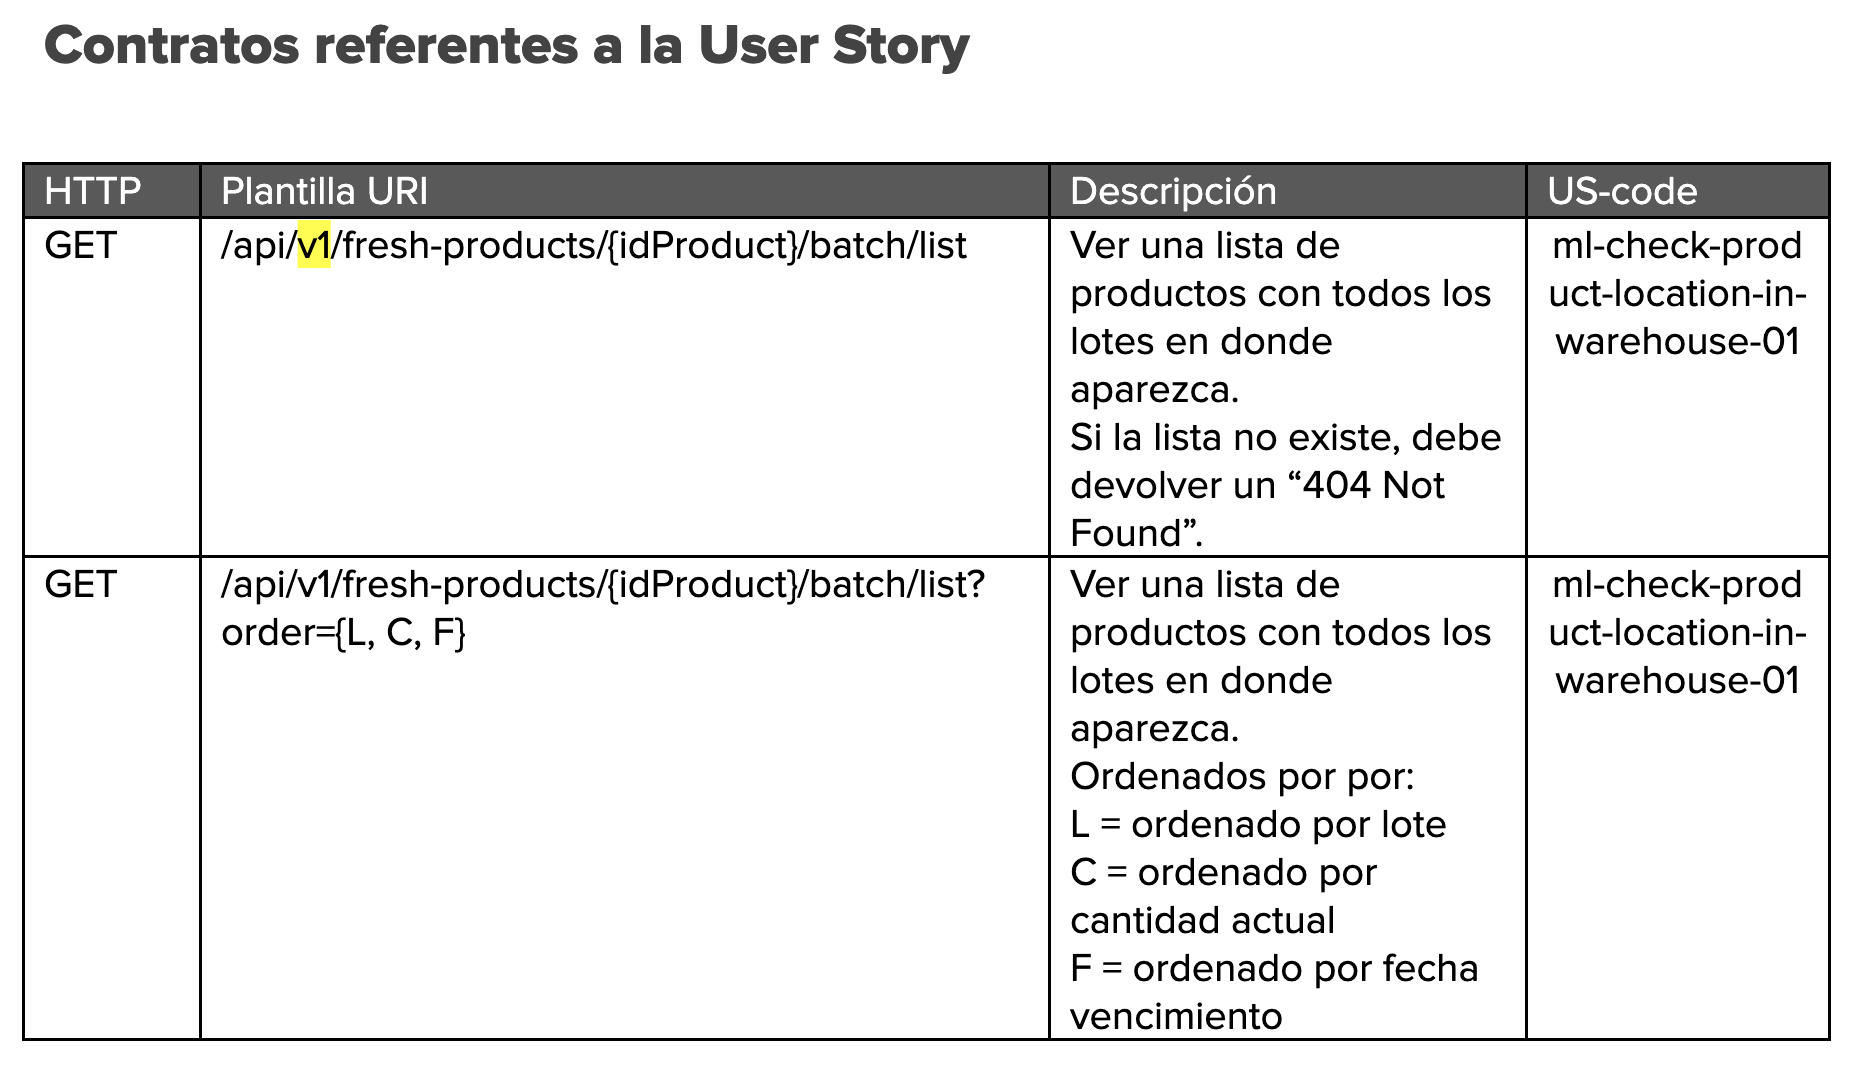 Contratos referentes a la User Story
HTTP
Plantilla URI
Descripción
US-code
GET
/api/v1/fresh-products/{idProduct}/batch/list
Ver una lista de
productos con todos los
lotes en donde
aparezca.
Si la lista no existe, debe
devolver un “404 Not
Found”.
ml-check-prod
uct-location-in-
warehouse-01
GET
/api/v1/fresh-products/{idProduct}/batch/list?
order={L, C, F}
Ver una lista de
productos con todos los
lotes en donde
aparezca.
Ordenados por por:
L = ordenado por lote
C = ordenado por
cantidad actual
F = ordenado por fecha
vencimiento
ml-check-prod
uct-location-in-
warehouse-01